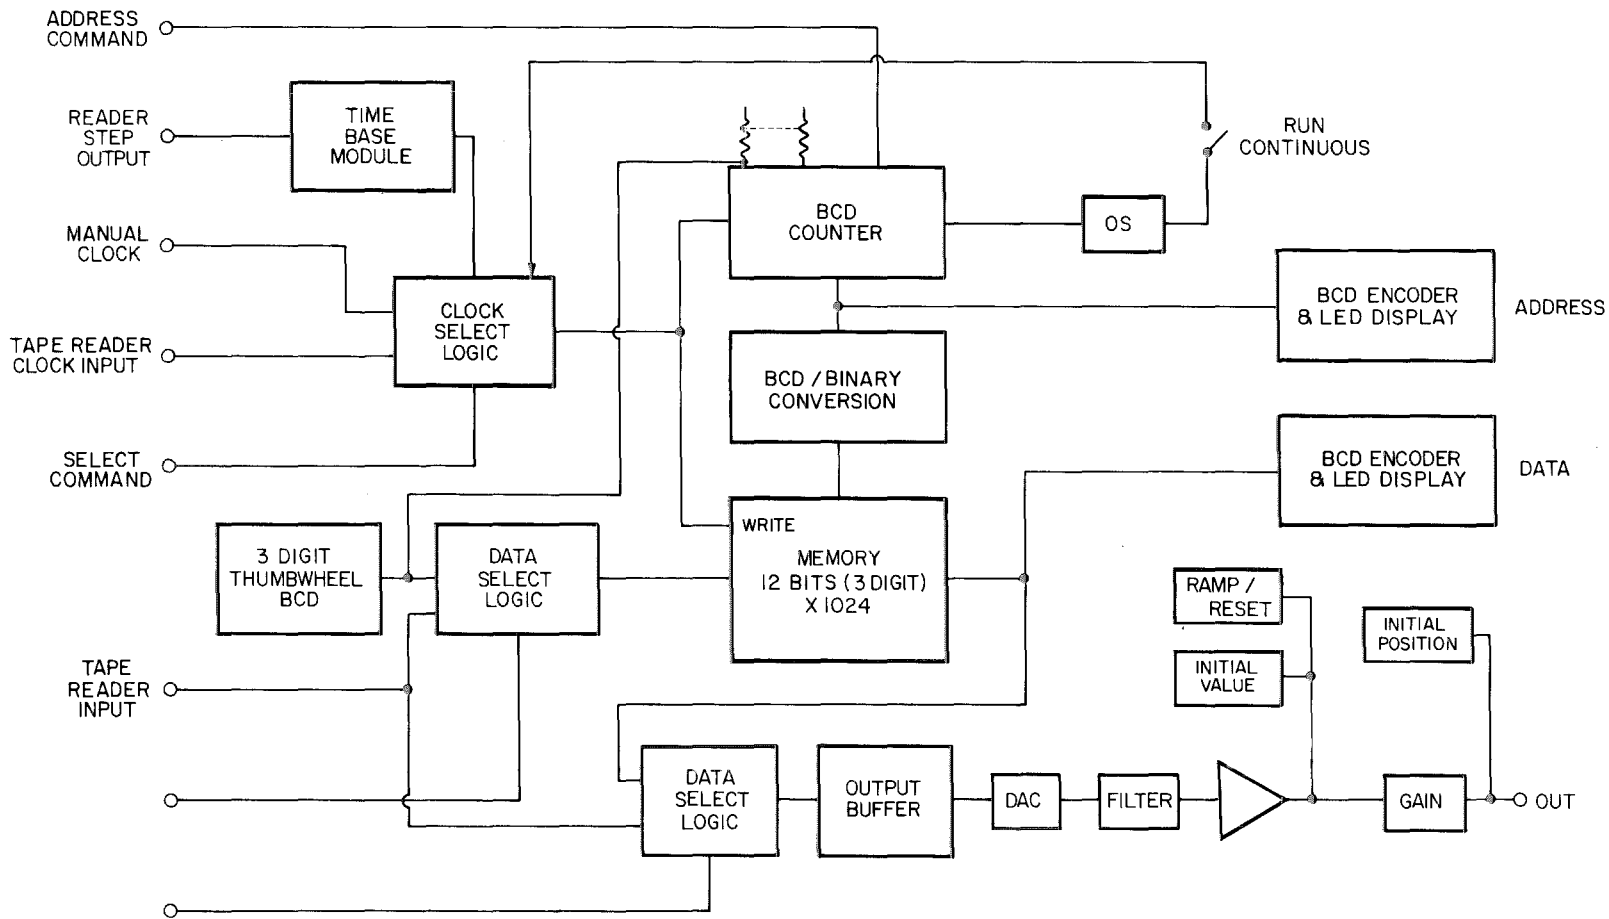 ADDRESS
COMMAND
READER
STEP
OUTPUT
TIME
BASE
MODULE
RUN
CONTINUOUS
MANUAL
CLOCK
BCD
COUNTER
OS
CLOCK
SELECT
LOGIC
BCD ENCODER
& LED DISPLAY
ADDRESS
TAPE READER
CLOCK INPUT
BCD / BINARY
CONVERSION
SELECT
COMMAND
BCD ENCODER
& LED DISPLAY
DATA
3 DIGIT
THUMBWHEEL
BCD
DATA
SELECT
LOGIC
WRITE
MEMORY
12 BITS (3 DIGIT)
X 1024
RAMP /
RESET
INITIAL
POSITION
INITIAL
VALUE
TAPE
READER
INPUT
DATA
SELECT
LOGIC
OUTPUT
BUFFER
DAC
FILTER
GAIN
OUT